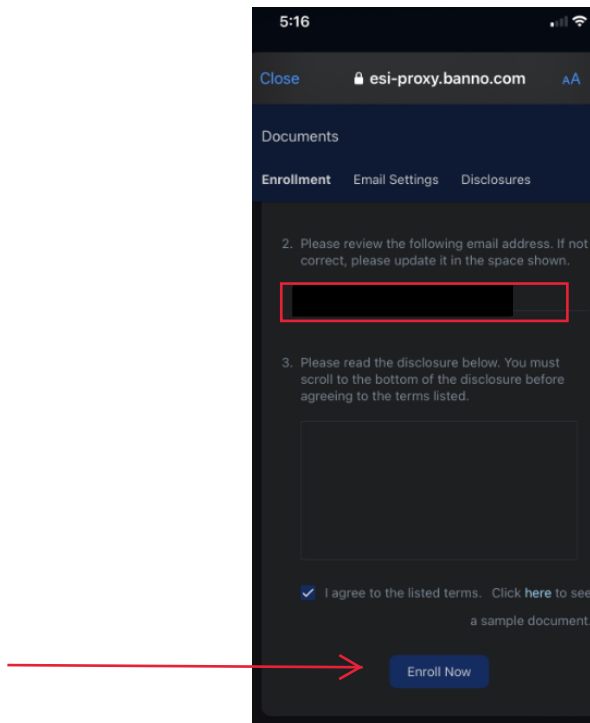 5:16
Close esi-proxy.banno.com AA
Documents
Enrollment Email Settings Disclosures
2. Please review the following email address. If not
correct, please update it in the space shown.
3. Please read the disclosure below. You must
scroll to the bottom of the disclosure before
agreeing to the terms listed.
I agree to the listed terms. Click here to see
a sample document.
Enroll Now